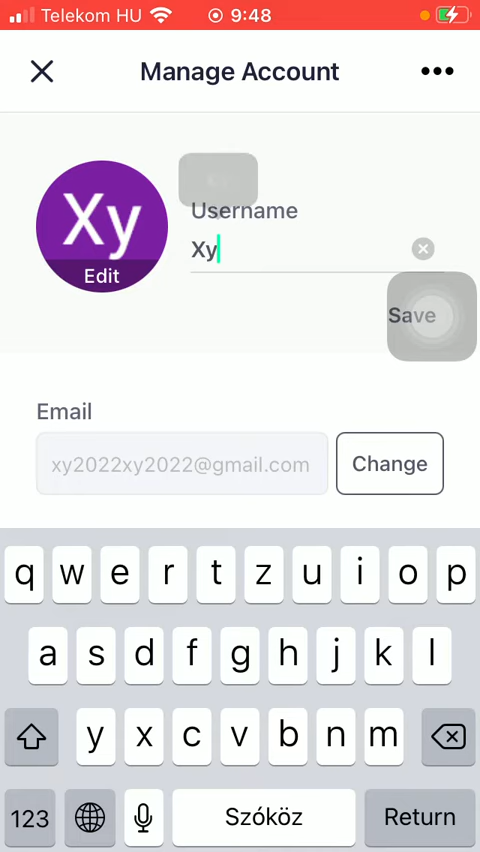 Telekom HU 9:48
Manage Account
Xy
Edit
Username
Xy
Save
Email
xy2022xy2022@gmail.com
Change
q w e r t z u i o p
a s d f g h j k l
y x c v b n m
123 Szóköz Return